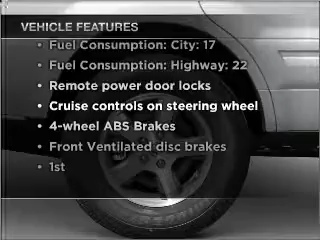 VEHICLE FEATURES
• Fuel Consumption: City: 17
• Fuel Consumption: Highway: 22
• Remote power door locks
• Cruise controls on steering wheel
• 4-wheel ABS Brakes
• Front Ventilated disc brakes
• 1st